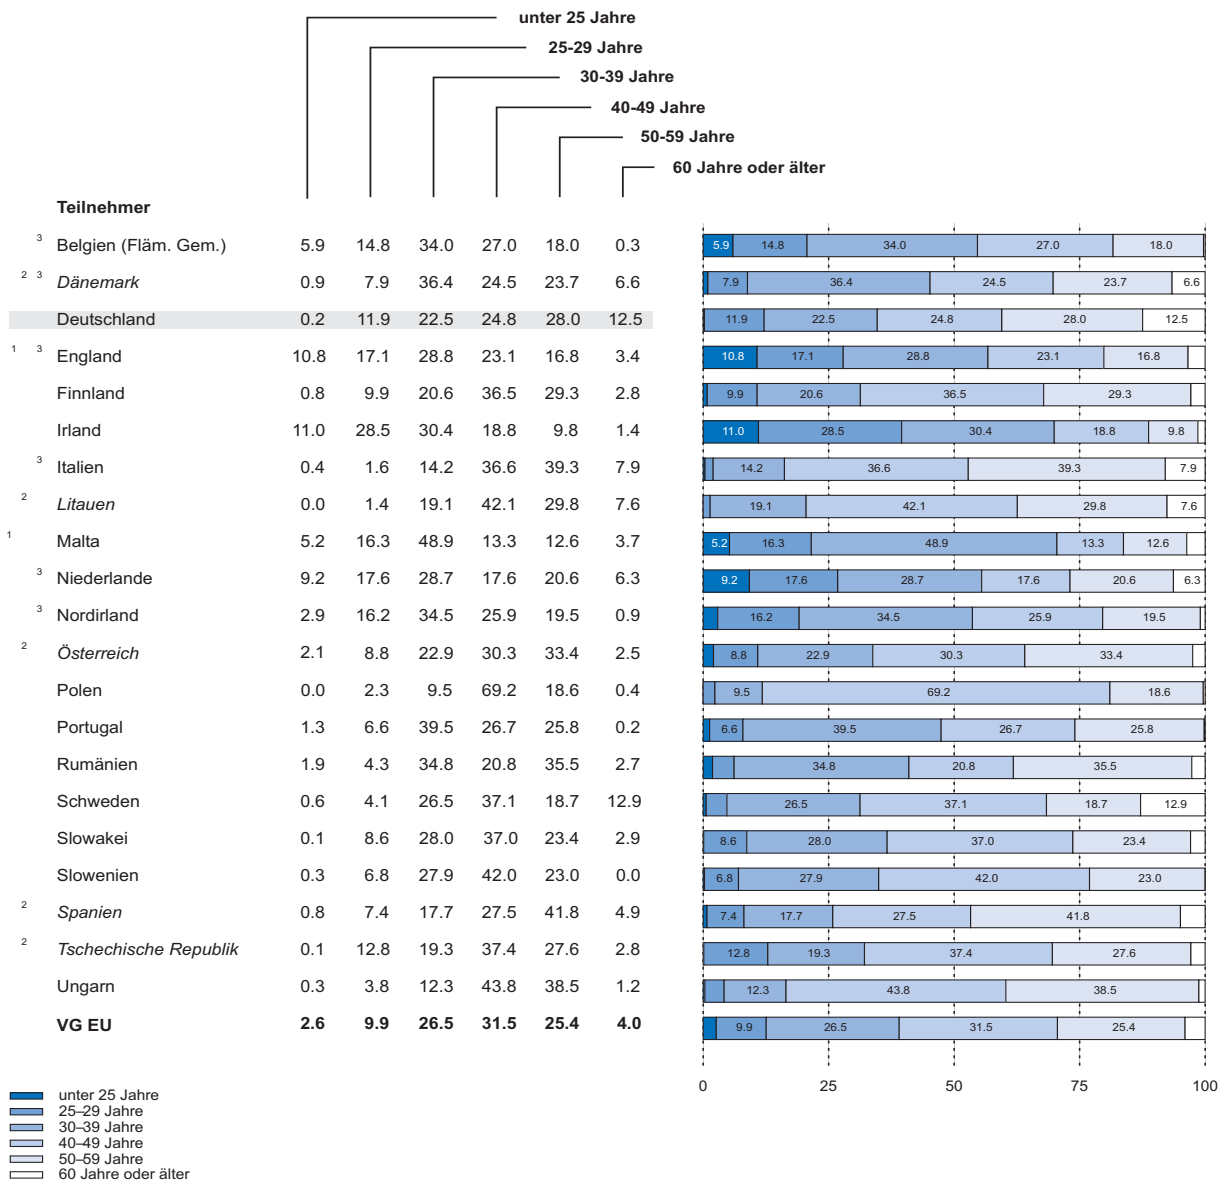 unter 25 Jahre
25-29 Jahre
30-39 Jahre
40-49 Jahre
50-59 Jahre
60 Jahre oder älter
Teilnehmer
3 Belgien (Fläm. Gem.) 5.9 14.8 34.0 27.0 18.0 0.3 5.9 14.8 34.0 27.0 18.0
2 3 Dänemark 0.9 7.9 36.4 24.5 23.7 6.6 7.9 36.4 24.5 23.7 6.6
Deutschland 0.2 11.9 22.5 24.8 28.0 12.5 11.9 22.5 24.8 28.0 12.5
1 3 England 10.8 17.1 28.8 23.1 16.8 3.4 10.8 17.1 28.8 23.1 16.8
Finnland 0.8 9.9 20.6 36.5 29.3 2.8 9.9 20.6 36.5 29.3
Irland 11.0 28.5 30.4 18.8 9.8 1.4 11.0 28.5 30.4 18.8 9.8
3 Italien 0.4 1.6 14.2 36.6 39.3 7.9 14.2 36.6 39.3 7.9
2 Litauen 0.0 1.4 19.1 42.1 29.8 7.6 19.1 42.1 29.8 7.6
1 Malta 5.2 16.3 48.9 13.3 12.6 3.7 5.2 16.3 48.9 13.3 12.6
3 Niederlande 9.2 17.6 28.7 17.6 20.6 6.3 9.2 17.6 28.7 17.6 20.6 6.3
3 Nordirland 2.9 16.2 34.5 25.9 19.5 0.9 16.2 34.5 25.9 19.5
2 Österreich 2.1 8.8 22.9 30.3 33.4 2.5 8.8 22.9 30.3 33.4
Polen 0.0 2.3 9.5 69.2 18.6 0.4 9.5 69.2 18.6
Portugal 1.3 6.6 39.5 26.7 25.8 0.2 6.6 39.5 26.7 25.8
Rumänien 1.9 4.3 34.8 20.8 35.5 2.7 34.8 20.8 35.5
Schweden 0.6 4.1 26.5 37.1 18.7 12.9 26.5 37.1 18.7 12.9
Slowakei 0.1 8.6 28.0 37.0 23.4 2.9 8.6 28.0 37.0 23.4
Slowenien 0.3 6.8 27.9 42.0 23.0 0.0 6.8 27.9 42.0 23.0
2 Spanien 0.8 7.4 17.7 27.5 41.8 4.9 7.4 17.7 27.5 41.8
2 Tschechische Republik 0.1 12.8 19.3 37.4 27.6 2.8 12.8 19.3 37.4 27.6
Ungarn 0.3 3.8 12.3 43.8 38.5 1.2 12.3 43.8 38.5
VG EU 2.6 9.9 26.5 31.5 25.4 4.0 9.9 26.5 31.5 25.4
0 25 50 75 100
unter 25 Jahre
25–29 Jahre
30–39 Jahre
40–49 Jahre
50–59 Jahre
60 Jahre oder älter